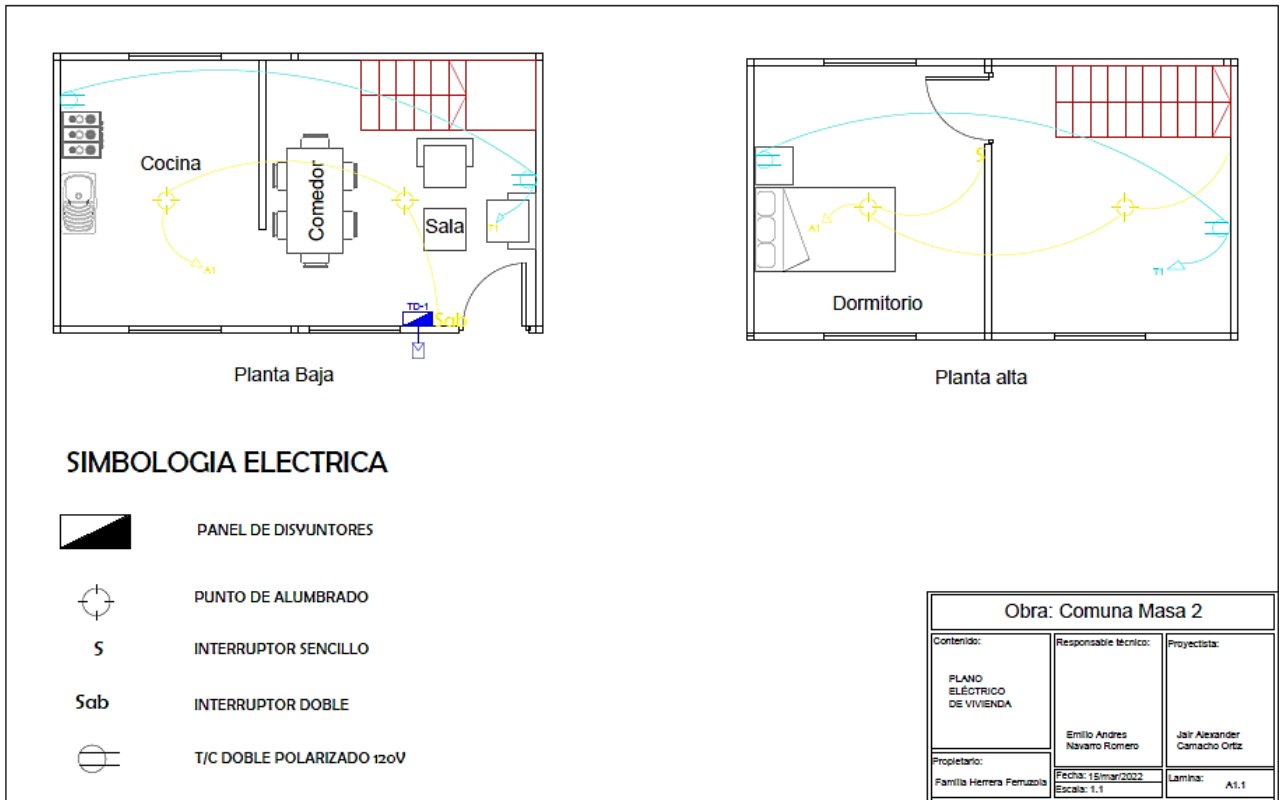 Cocina
Comedor
Sala
T1
A1
TD-1
Sab
Planta Baja
S
A1
T1
Dormitorio
Planta alta
SIMBOLOGIA ELECTRICA
PANEL DE DISYUNTORES
PUNTO DE ALUMBRADO
S INTERRUPTOR SENCILLO
Sab INTERRUPTOR DOBLE
T/C DOBLE POLARIZADO 120V
Obra: Comuna Masa 2
Contenido:
PLANO
ELÉCTRICO
DE VIVIENDA
Responsable técnico:
Emilio Andres
Navarro Romero
Proyectista:
Jair Alexander
Camacho Ortiz
Propietario:
Familia Herrera Ferruzola
Fecha: 15/mar/2022
Escala: 1.1
Lamina: A1.1